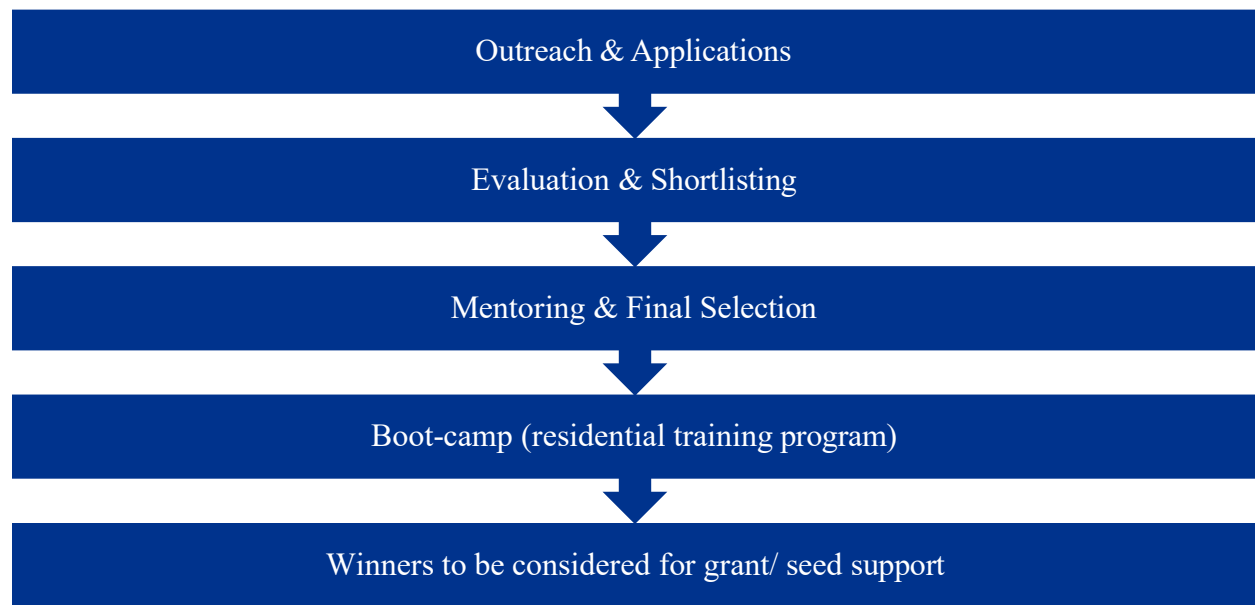 Outreach & Applications
Evaluation & Shortlisting
Mentoring & Final Selection
Boot-camp (residential training program)
Winners to be considered for grant/ seed support